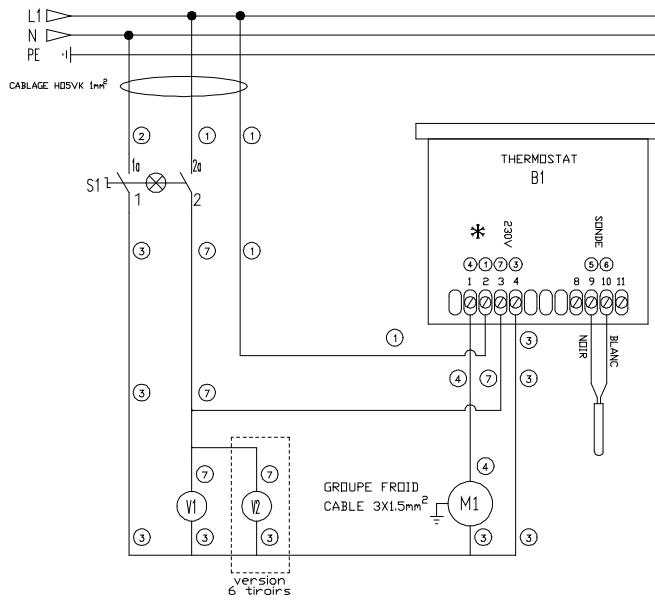 L1
N
PE
CABLAGE H05VK 1mm²
2 1 1
1a 2a
S1
1 2
3 7 1
THERMOSTAT
B1
* 230V SONDE
4 1 7 3 5 6
1 2 3 4 8 9 10 11
1 3
NOIR BLANC
4 7 3
3 7
7 7 4
GROUPE FROID
CABLE 3X1.5mm²
V1 V2 M1
3 3 3 3
version
6 tiroirs